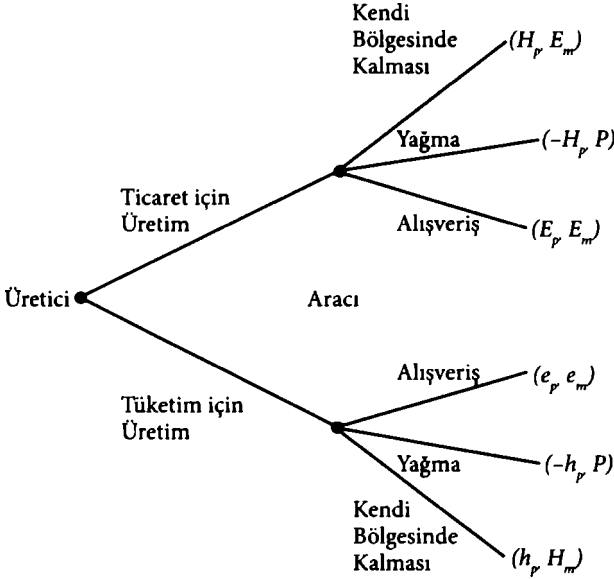 Kendi
Bölgesinde
Kalması
(H_p, E_m)
Yağma
(–H_p, P)
Ticaret için
Üretim
Alışveriş
(E_p, E_m)
Üretici
Aracı
Alışveriş
(e_p, e_m)
Tüketim için
Üretim
Yağma
(–h_p, P)
Kendi
Bölgesinde
Kalması
(h_p, H_m)